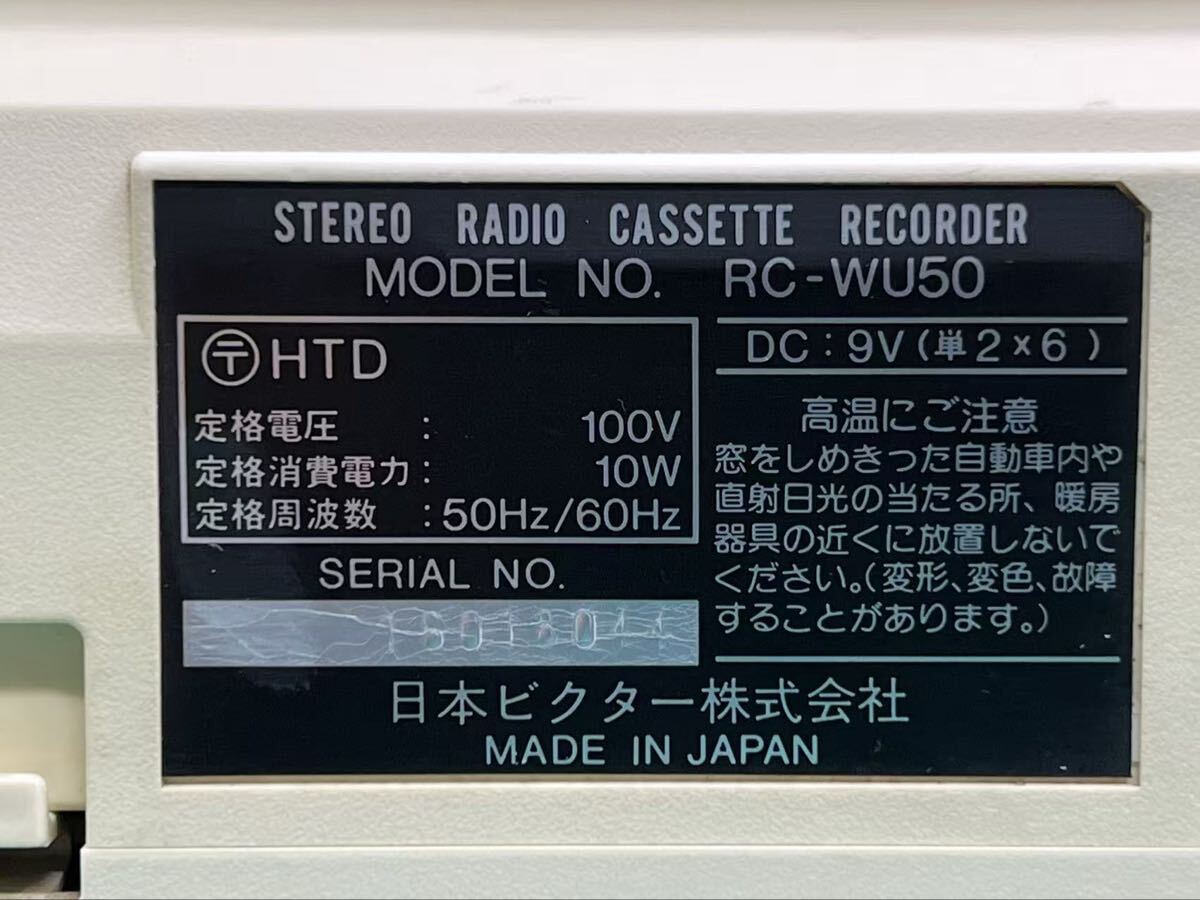 STEREO RADIO CASSETTE RECORDER
MODEL NO. RC-WU50
〶HTD
定格電圧 : 100V
定格消費電力: 10W
定格周波数 :50Hz/60Hz
SERIAL NO.
DC:9V(単2×6)
高温にご注意
窓をしめきった自動車内や
直射日光の当たる所、暖房
器具の近くに放置しないで
ください。(変形、変色、故障
することがあります。)
日本ビクター株式会社
MADE IN JAPAN